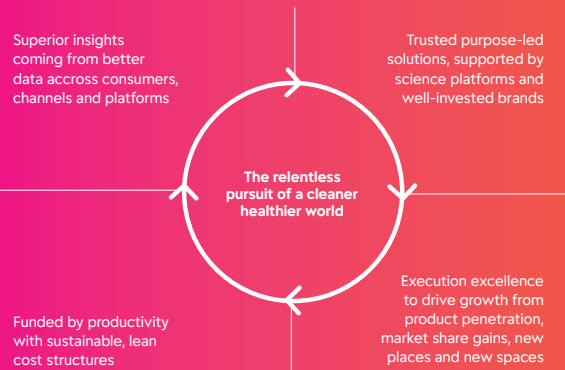 Superior insights
coming from better
data accross consumers,
channels and platforms
Trusted purpose-led
solutions, supported by
science platforms and
well-invested brands
The relentless
pursuit of a cleaner
healthier world
Funded by productivity
with sustainable, lean
cost structures
Execution excellence
to drive growth from
product penetration,
market share gains, new
places and new spaces